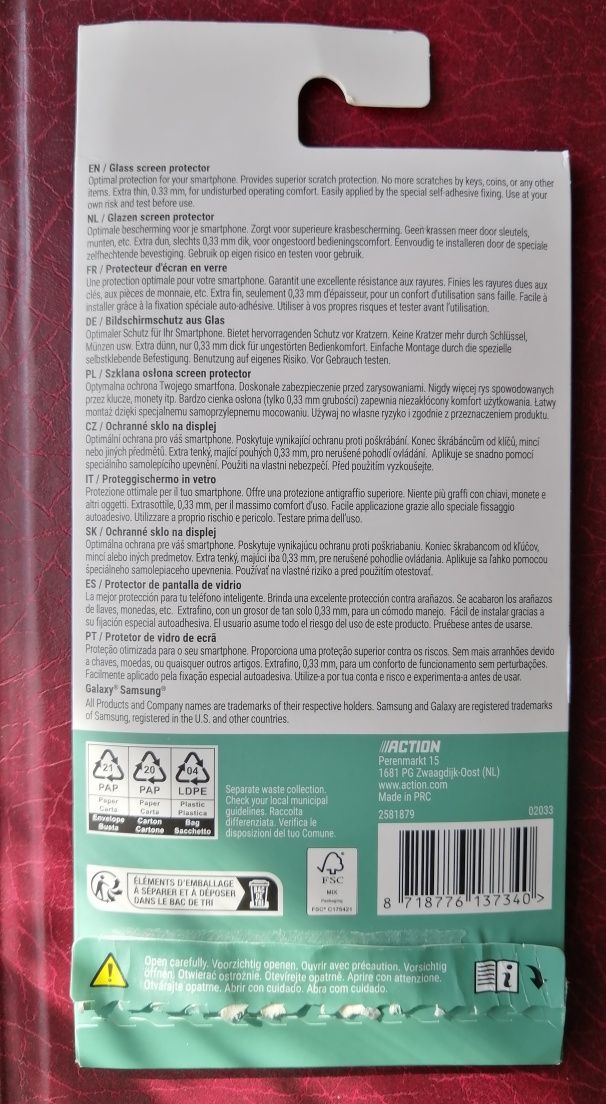 EN / Glass screen protector
Optimal protection for your smartphone. Provides superior scratch protection. No more scratches by keys, coins, or any other
items. Extra thin, 0.33 mm, for undisturbed operating comfort. Easily applied by the special self-adhesive fixing. Use at your
own risk and test before use.
NL / Glazen screen protector
Optimale bescherming voor je smartphone. Zorgt voor superieure krasbescherming. Geen krassen meer door sleutels,
munten, etc. Extra dun, slechts 0,33 mm dik, voor ongestoord bedieningscomfort. Eenvoudig te installeren door de speciale
zelfhechtende bevestiging. Gebruik op eigen risico en testen voor gebruik.
FR / Protecteur d'écran en verre
Une protection optimale pour votre smartphone. Garantit une excellente résistance aux rayures. Finies les rayures dues aux
clés, aux pièces de monnaie, etc. Extra fin, seulement 0,33 mm d'épaisseur, pour un confort d'utilisation sans faille. Facile à
installer grâce à la fixation spéciale auto-adhésive. Utiliser à vos propres risques et tester avant l'utilisation.
DE / Bildschirmschutz aus Glas
Optimaler Schutz für Ihr Smartphone. Bietet hervorragenden Schutz vor Kratzern. Keine Kratzer mehr durch Schlüssel,
Münzen usw. Extra dünn, nur 0,33 mm dick für ungestörten Bedienkomfort. Einfache Montage durch die spezielle
selbstklebende Befestigung. Benutzung auf eigenes Risiko. Vor Gebrauch testen.
PL / Szklana osłona screen protector
Optymalna ochrona Twojego smartfona. Doskonałe zabezpieczenie przed zarysowaniami. Nigdy więcej rys spowodowanych
przez klucze, monety itp. Bardzo cienka osłona (tylko 0,33 mm grubości) zapewnia niezakłócony komfort użytkowania. Łatwy
montaż dzięki specjalnemu samoprzylepnemu mocowaniu. Używaj na własne ryzyko i zgodnie z przeznaczeniem produktu.
CZ / Ochranné sklo na displej
Optimální ochrana pro váš smartphone. Poskytuje vynikající ochranu proti poškrábání. Konec škrábancům od klíčů, mincí
nebo jiných předmětů. Extra tenký, mající pouhých 0,33 mm, pro nerušené pohodlí ovládání. Aplikuje se snadno pomocí
speciálního samolepícího upevnění. Použití na vlastní nebezpečí. Před použitím vyzkoušejte.
IT / Proteggischermo in vetro
Protezione ottimale per il tuo smartphone. Offre una protezione antigraffio superiore. Niente più graffi con chiavi, monete e
altri oggetti. Extrasottile, 0,33 mm, per il massimo comfort d'uso. Facile applicazione grazie allo speciale fissaggio
autoadesivo. Utilizzare a proprio rischio e pericolo. Testare prima dell'uso.
SK / Ochranné sklo na displej
Optimálna ochrana pre váš smartphone. Poskytuje vynikajúcu ochranu proti poškriabaniu. Koniec škrabancom od kľúčov,
mincí alebo iných predmetov. Extra tenký, majúci iba 0,33 mm, pre nerušené pohodlie ovládania. Aplikuje sa ľahko pomocou
špeciálneho samolepiaceho upevnenia. Používať na vlastné riziko a pred použitím otestovať.
ES / Protector de pantalla de vidrio
La mejor protección para tu teléfono inteligente. Brinda una excelente protección contra arañazos. Se acabaron los arañazos
de llaves, monedas, etc. Extrafino, con un grosor de tan solo 0,33 mm, para un cómodo manejo. Fácil de instalar gracias a
su fijación especial autoadhesiva. El usuario asume todo el riesgo del uso de este producto. Pruébese antes de usarse.
PT / Protetor de vidro de ecrã
Proteção otimizada para o seu smartphone. Proporciona uma proteção superior contra os riscos. Sem mais arranhões devido
a chaves, moedas, ou quaisquer outros artigos. Extrafino, 0,33 mm, para um conforto de funcionamento sem perturbações.
Facilmente aplicado pela fixação especial autoadesiva. Utilize-a por tua conta e risco e experimenta-a antes de usar.
Galaxy® Samsung®
All Products and Company names are trademarks of their respective holders. Samsung and Galaxy are registered trademarks
of Samsung, registered in the U.S. and other countries.
21 20 04
PAP PAP LDPE
Paper Paper Plastic
Carta Carta Plastica
Envelope Carton Bag
Busta Cartone Sacchetto
Separate waste collection.
Check your local municipal
guidelines. Raccolta
differenziata. Verifica le
disposizioni del tuo Comune.
ACTION
Perenmarkt 15
1681 PG Zwaagdijk-Oost (NL)
www.action.com
Made in PRC
2581879 02033
ÉLÉMENTS D'EMBALLAGE
À SÉPARER ET À DÉPOSER
DANS LE BAC DE TRI
BAC
DE
TRI
FSC
MIX
Packaging
FSC® C175421
8 718776 137340 >
Open carefully. Voorzichtig openen. Ouvrir avec précaution. Vorsichtig
öffnen. Otwierać ostrożnie. Otevírejte opatrně. Aprire con attenzione.
Otvárajte opatrne. Abrir con cuidado. Abra com cuidado.